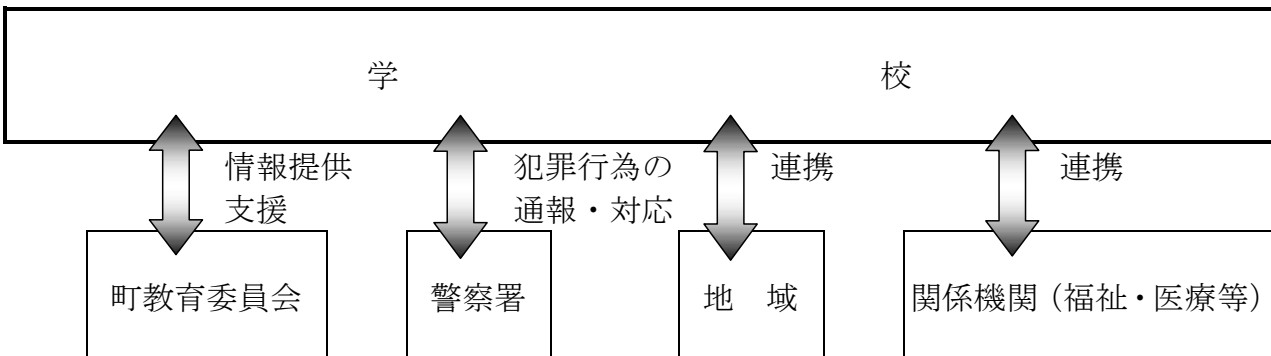 学　校
情報提供
支援
犯罪行為の
通報・対応
連携
連携
町教育委員会
警察署
地　域
関係機関（福祉・医療等）